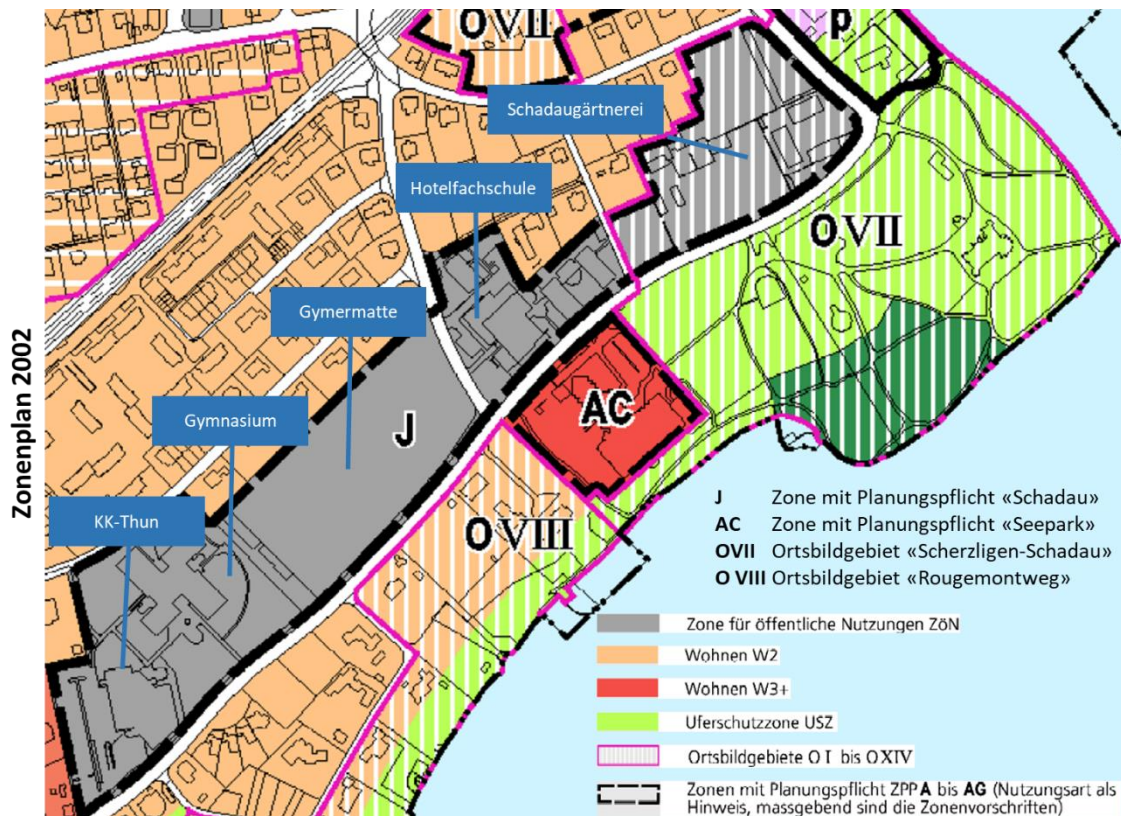 Zonenplan 2002
O VII
p
Schadaugärtnerei
Hotelfachschule
O VII
Gymermatte
AC
J
Gymnasium
KK-Thun
O VIII
J Zone mit Planungspflicht «Schadau»
AC Zone mit Planungspflicht «Seepark»
OVII Ortsbildgebiet «Scherzligen-Schadau»
O VIII Ortsbildgebiet «Rougemontweg»
Zone für öffentliche Nutzungen ZöN
Wohnen W2
Wohnen W3+
Uferschutzzone USZ
Ortsbildgebiete O I bis O XIV
Zonen mit Planungspflicht ZPP A bis AG (Nutzungsart als
Hinweis, massgebend sind die Zonenvorschriften)